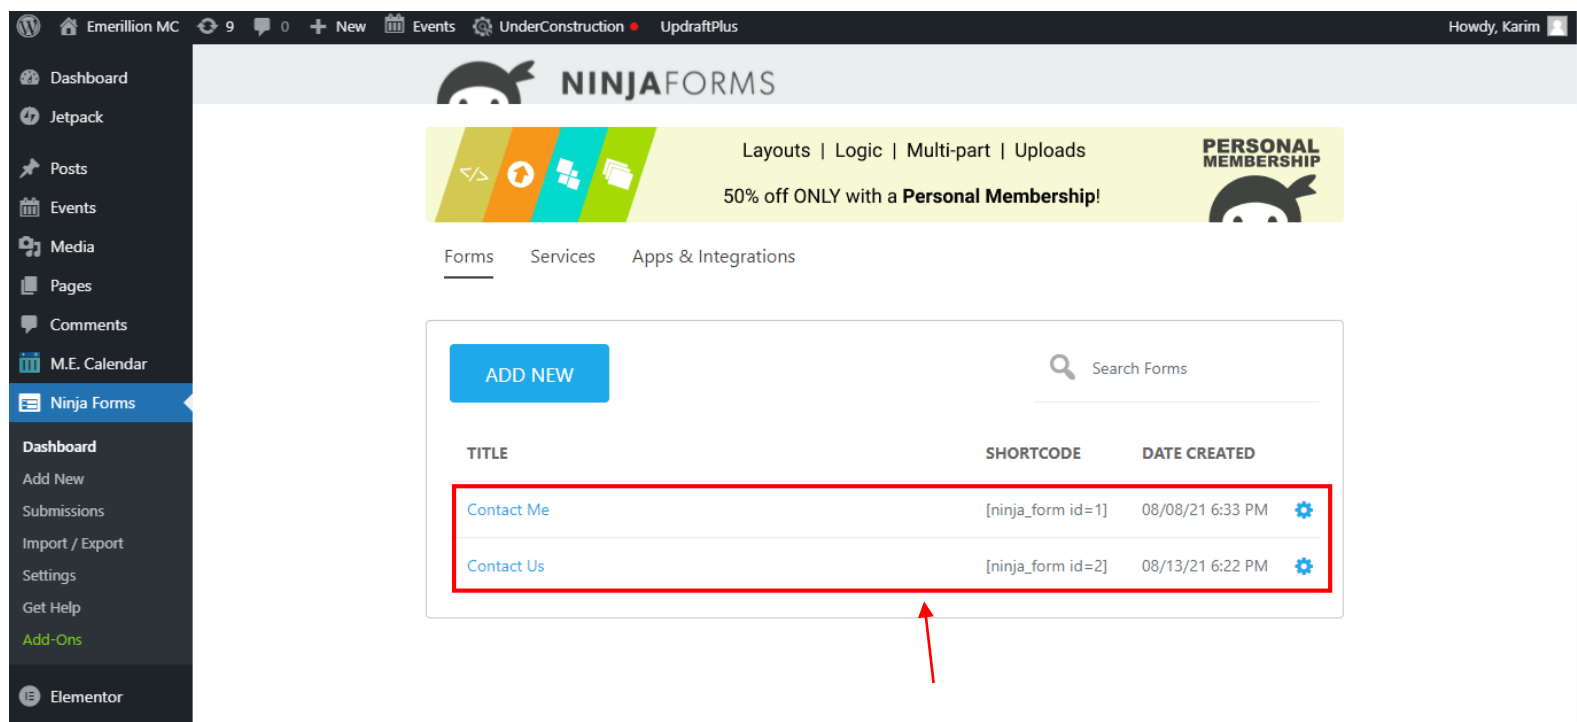 Emerillion MC 9 0 New Events UnderConstruction UpdraftPlus Howdy, Karim
Dashboard
Jetpack
Posts
Events
Media
Pages
Comments
M.E. Calendar
Ninja Forms
Dashboard
Add New
Submissions
Import / Export
Settings
Get Help
Add-Ons
Elementor
NINJAFORMS
</>
Layouts | Logic | Multi-part | Uploads
50% off ONLY with a Personal Membership!
PERSONAL
MEMBERSHIP
Forms Services Apps & Integrations
ADD NEW Search Forms
TITLE SHORTCODE DATE CREATED
Contact Me [ninja_form id=1] 08/08/21 6:33 PM
Contact Us [ninja_form id=2] 08/13/21 6:22 PM